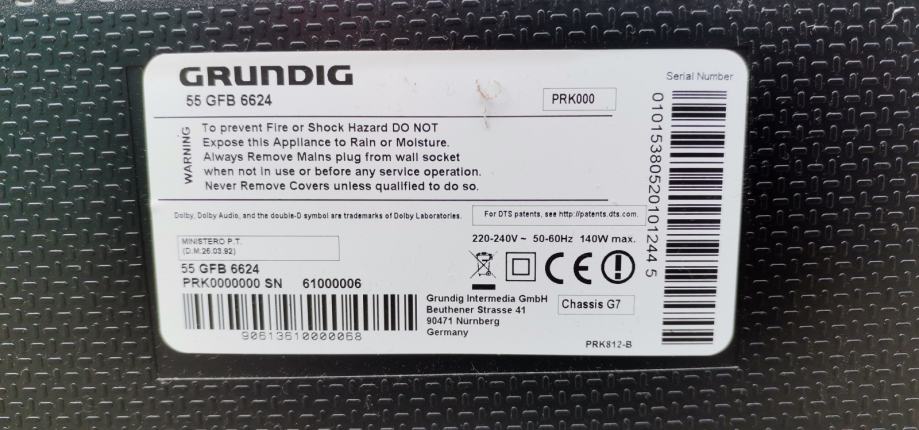 GRUNDIG
55 GFB 6624
PRK000
WARNING
To prevent Fire or Shock Hazard DO NOT
Expose this Appliance to Rain or Moisture.
Always Remove Mains plug from wall socket
when not in use or before any service operation.
Never Remove Covers unless qualified to do so.
Dolby, Dolby Audio, and the double-D symbol are trademarks of Dolby Laboratories.
For DTS patents, see http://patents.dts.com.
MINISTERO P.T.
(D.M.26.03.92)
220-240V ~ 50-60Hz 140W max.
55 GFB 6624
PRK0000000 SN 61000006
90613610000068
CE
Grundig Intermedia GmbH
Beuthener Strasse 41
90471 Nürnberg
Germany
Chassis G7
PRK812-B
Serial Number
01015380520101244 5